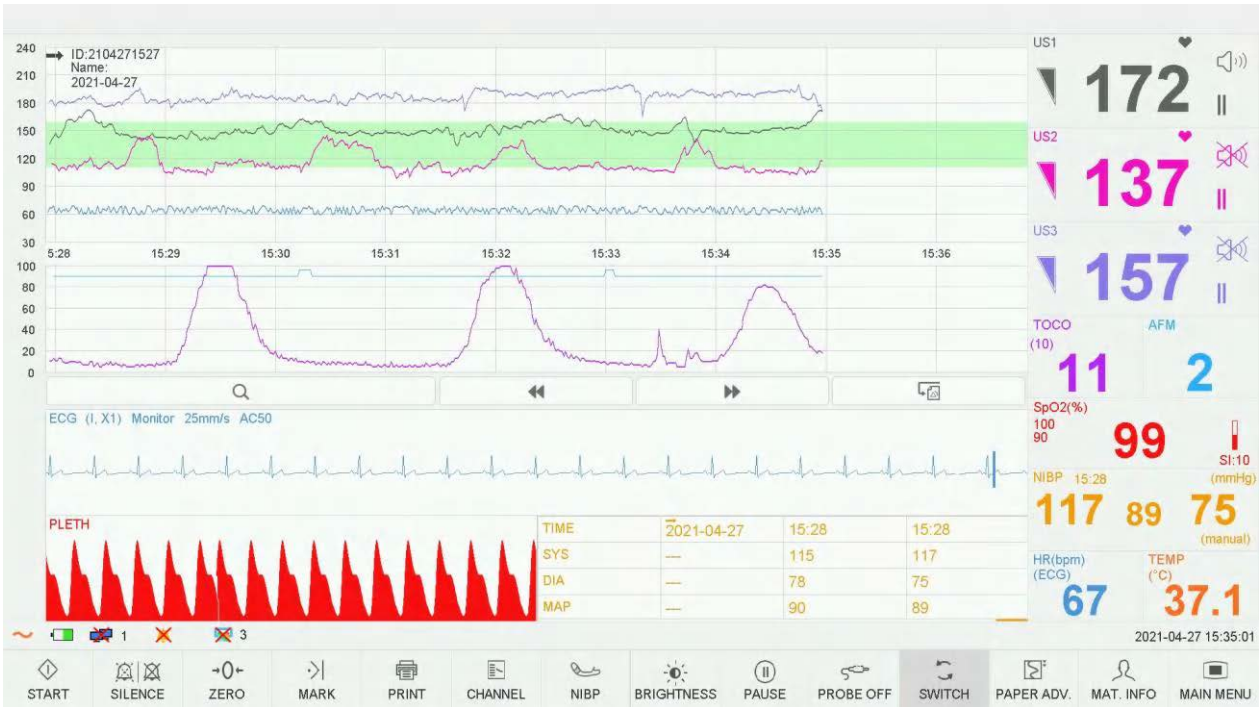 240
ID:2104271527
Name:
210
2021-04-27
180
150
120
90
60
30
5:28 15:29 15:30 15:31 15:32 15:33 15:34 15:35 15:36
100
80
60
40
20
0
US1
172
US2
137
US3
157
TOCO AFM
(10)
11 2
SpO2(%)
100
90
99
SI:10
NIBP 15:28 (mmHg)
117 89 75
(manual)
HR(bpm) TEMP
(ECG) (°C)
67 37.1
ECG (I, X1) Monitor 25mm/s AC50
PLETH
TIME 2021-04-27 15:28 15:28
SYS --- 115 117
DIA --- 78 75
MAP --- 90 89
1 3
2021-04-27 15:35:01
START SILENCE ZERO MARK PRINT CHANNEL NIBP BRIGHTNESS PAUSE PROBE OFF SWITCH PAPER ADV. MAT. INFO MAIN MENU